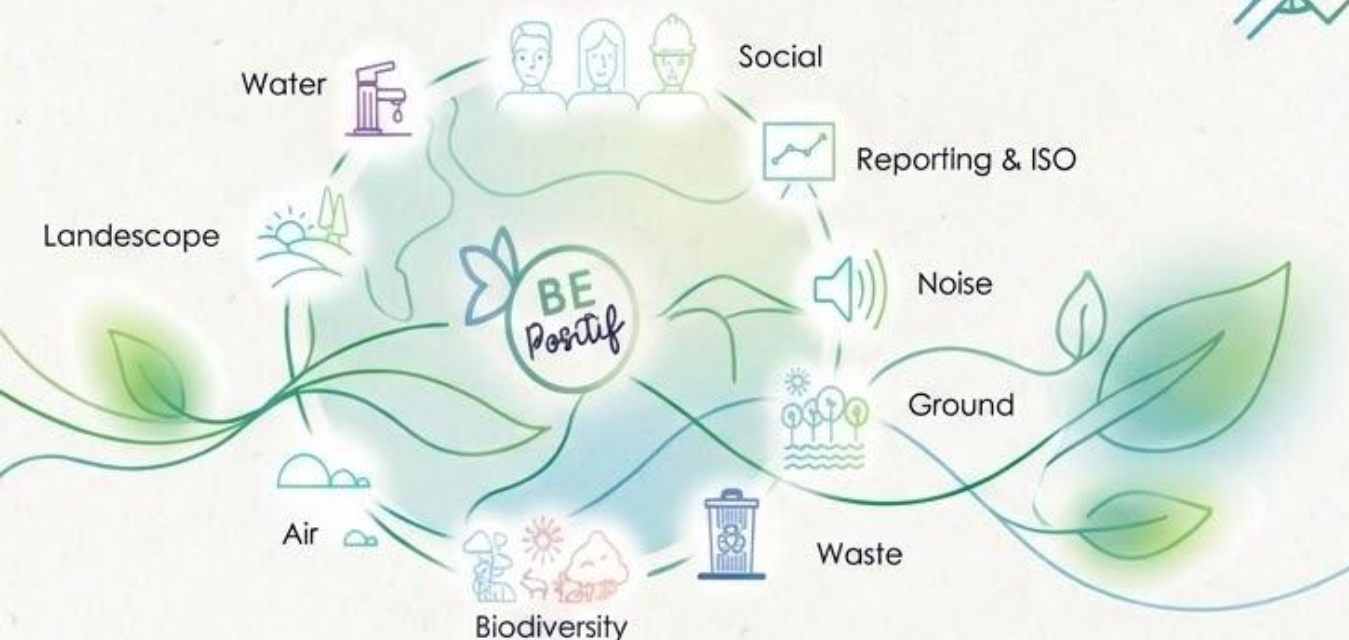 Social
Water
Reporting & ISO
Landescope
Noise
BE
Positif
Ground
Air
Waste
Biodiversity